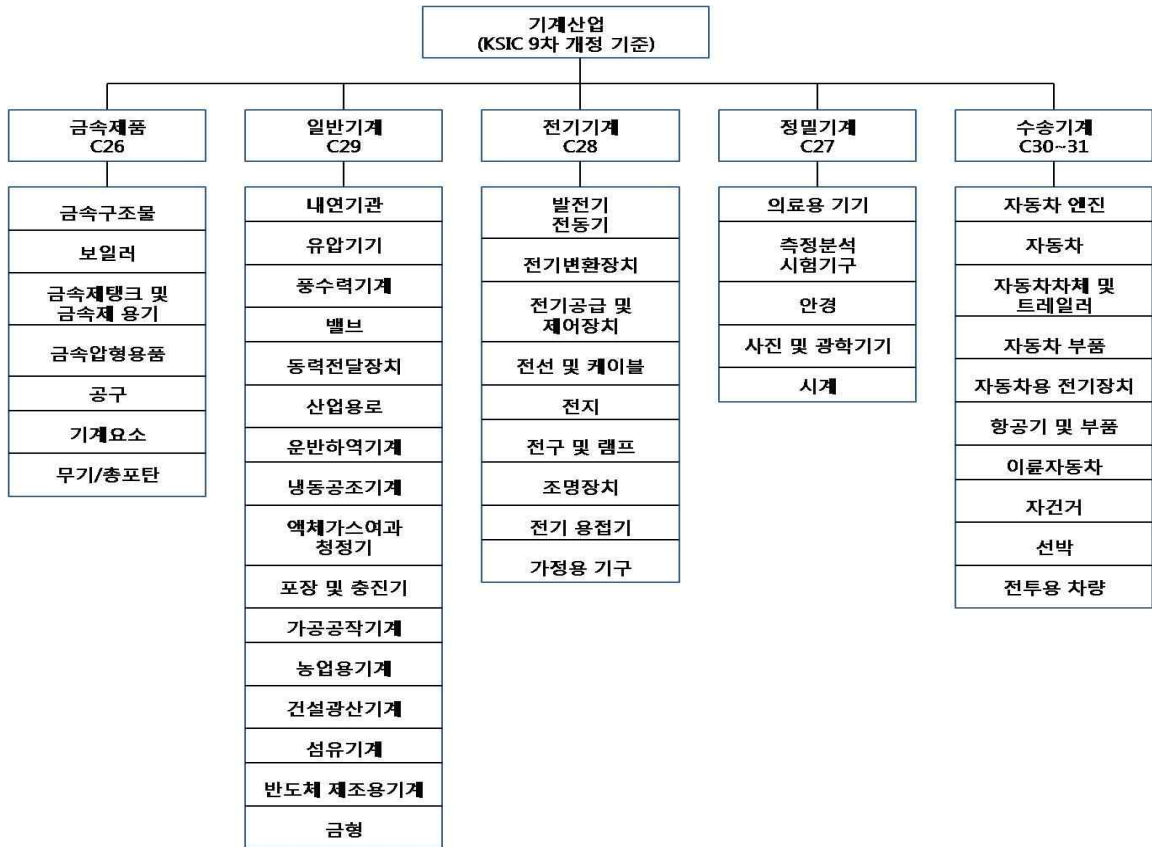 기계산업
(KSIC 9차 개정 기준)
금속제품
C26
일반기계
C29
전기기계
C28
정밀기계
C27
수송기계
C30~31
금속구조물
보일러
금속제탱크 및
금속제 용기
금속압형용품
공구
기계요소
무기/총포탄
내연기관
유압기기
풍수력기계
밸브
동력전달장치
산업용로
운반하역기계
냉동공조기계
액체가스여과
청정기
포장 및 충진기
가공공작기계
농업용기계
건설광산기계
섬유기계
반도체 제조용기계
금형
발전기
전동기
전기변환장치
전기공급 및
제어장치
전선 및 케이블
전지
전구 및 램프
조명장치
전기 용접기
가정용 기구
의료용 기기
측정분석
시험기구
안경
사진 및 광학기기
시계
자동차 엔진
자동차
자동차차체 및
트레일러
자동차 부품
자동차용 전기장치
항공기 및 부품
이륜자동차
자건거
선박
전투용 차량